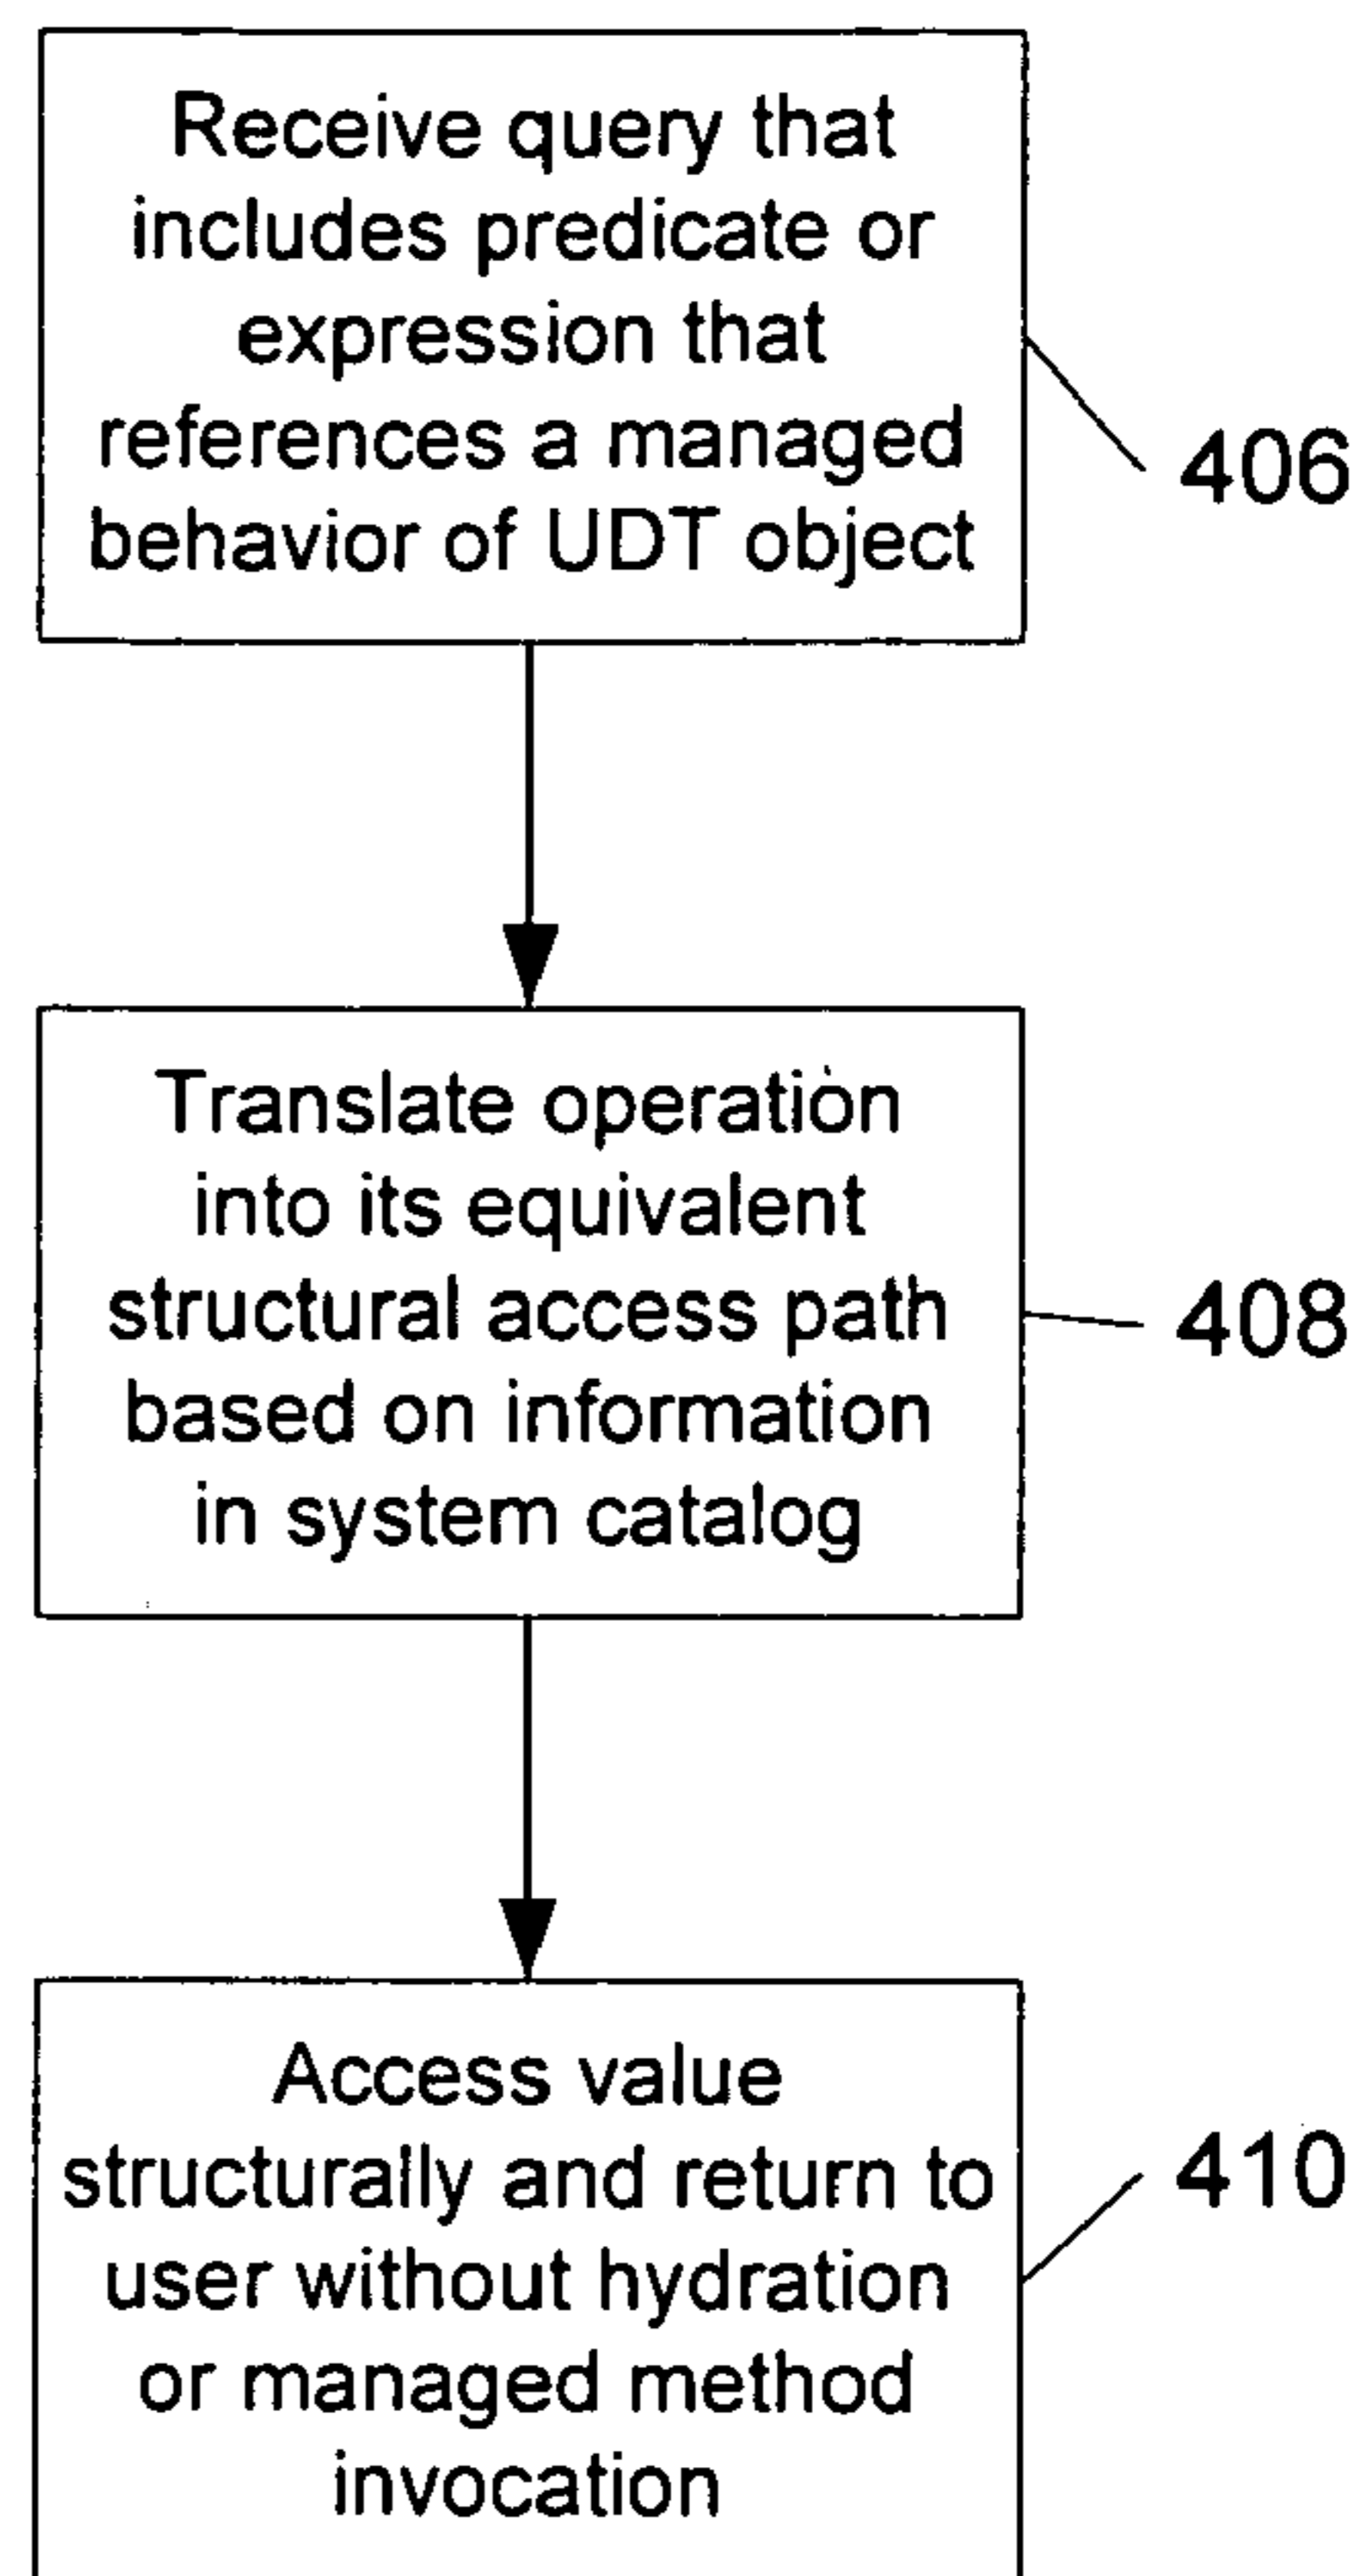 Receive query that
includes predicate or
expression that
references a managed
behavior of UDT object
406
Translate operation
into its equivalent
structural access path
based on information
in system catalog
408
Access value
structurally and return to
user without hydration
or managed method
invocation
410